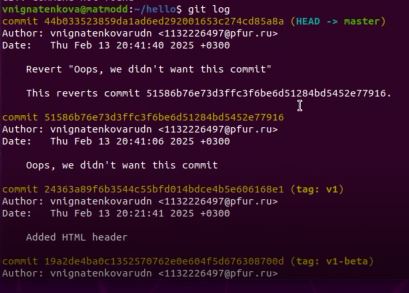 vnignatenkova@matmodd:~/hello$ git log
commit 44b033523859da1ad6ed292001653c274cd85a8a (HEAD -> master)
Author: vnignatenkovarudn <1132226497@pfur.ru>
Date:   Thu Feb 13 20:41:40 2025 +0300
Revert "Oops, we didn't want this commit"
This reverts commit 51586b76e73d3ffc3f6be6d51284bd5452e77916.
commit 51586b76e73d3ffc3f6be6d51284bd5452e77916
Author: vnignatenkovarudn <1132226497@pfur.ru>
Date:   Thu Feb 13 20:41:06 2025 +0300
Oops, we didn't want this commit
commit 24363a89f6b3544c55bfd014bdce4b5e606168e1 (tag: v1)
Author: vnignatenkovarudn <1132226497@pfur.ru>
Date:   Thu Feb 13 20:21:41 2025 +0300
Added HTML header
commit 19a2de4ba0c1352570762e0e604f5d676308700d (tag: v1-beta)
Author: vnignatenkovarudn <1132226497@pfur.ru>